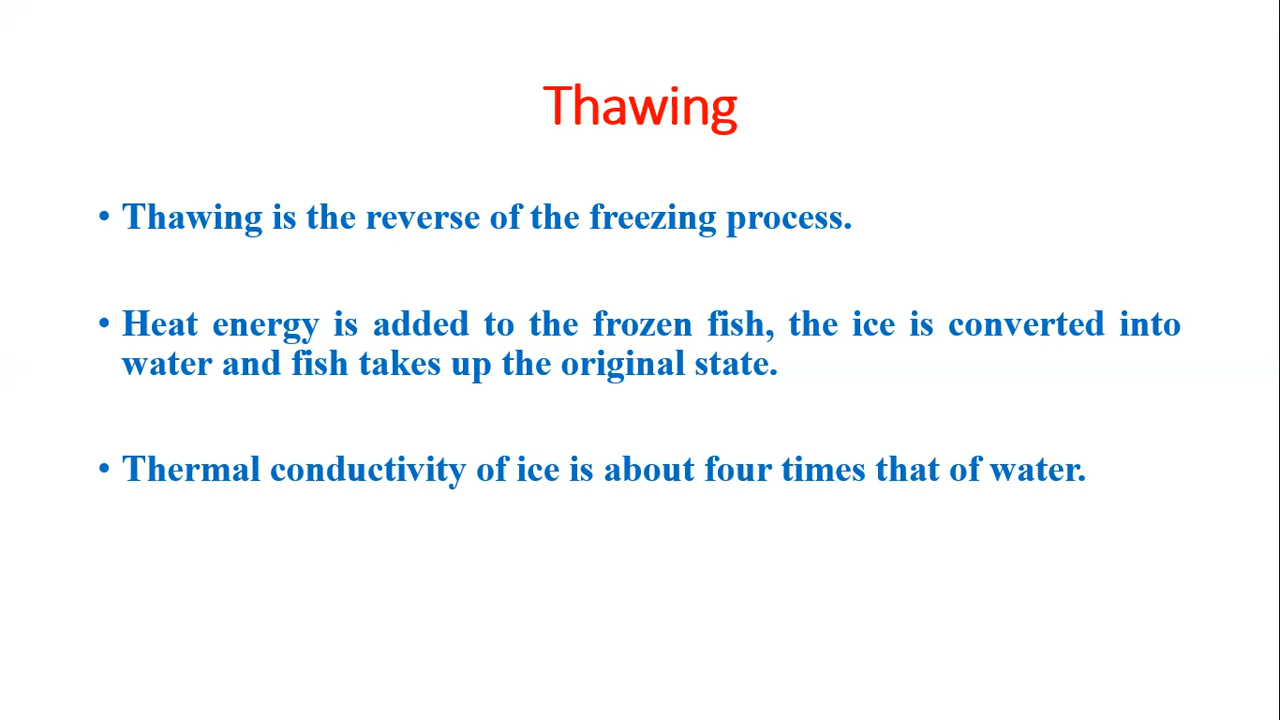 Thawing
• Thawing is the reverse of the freezing process.
• Heat energy is added to the frozen fish, the ice is converted into
water and fish takes up the original state.
• Thermal conductivity of ice is about four times that of water.